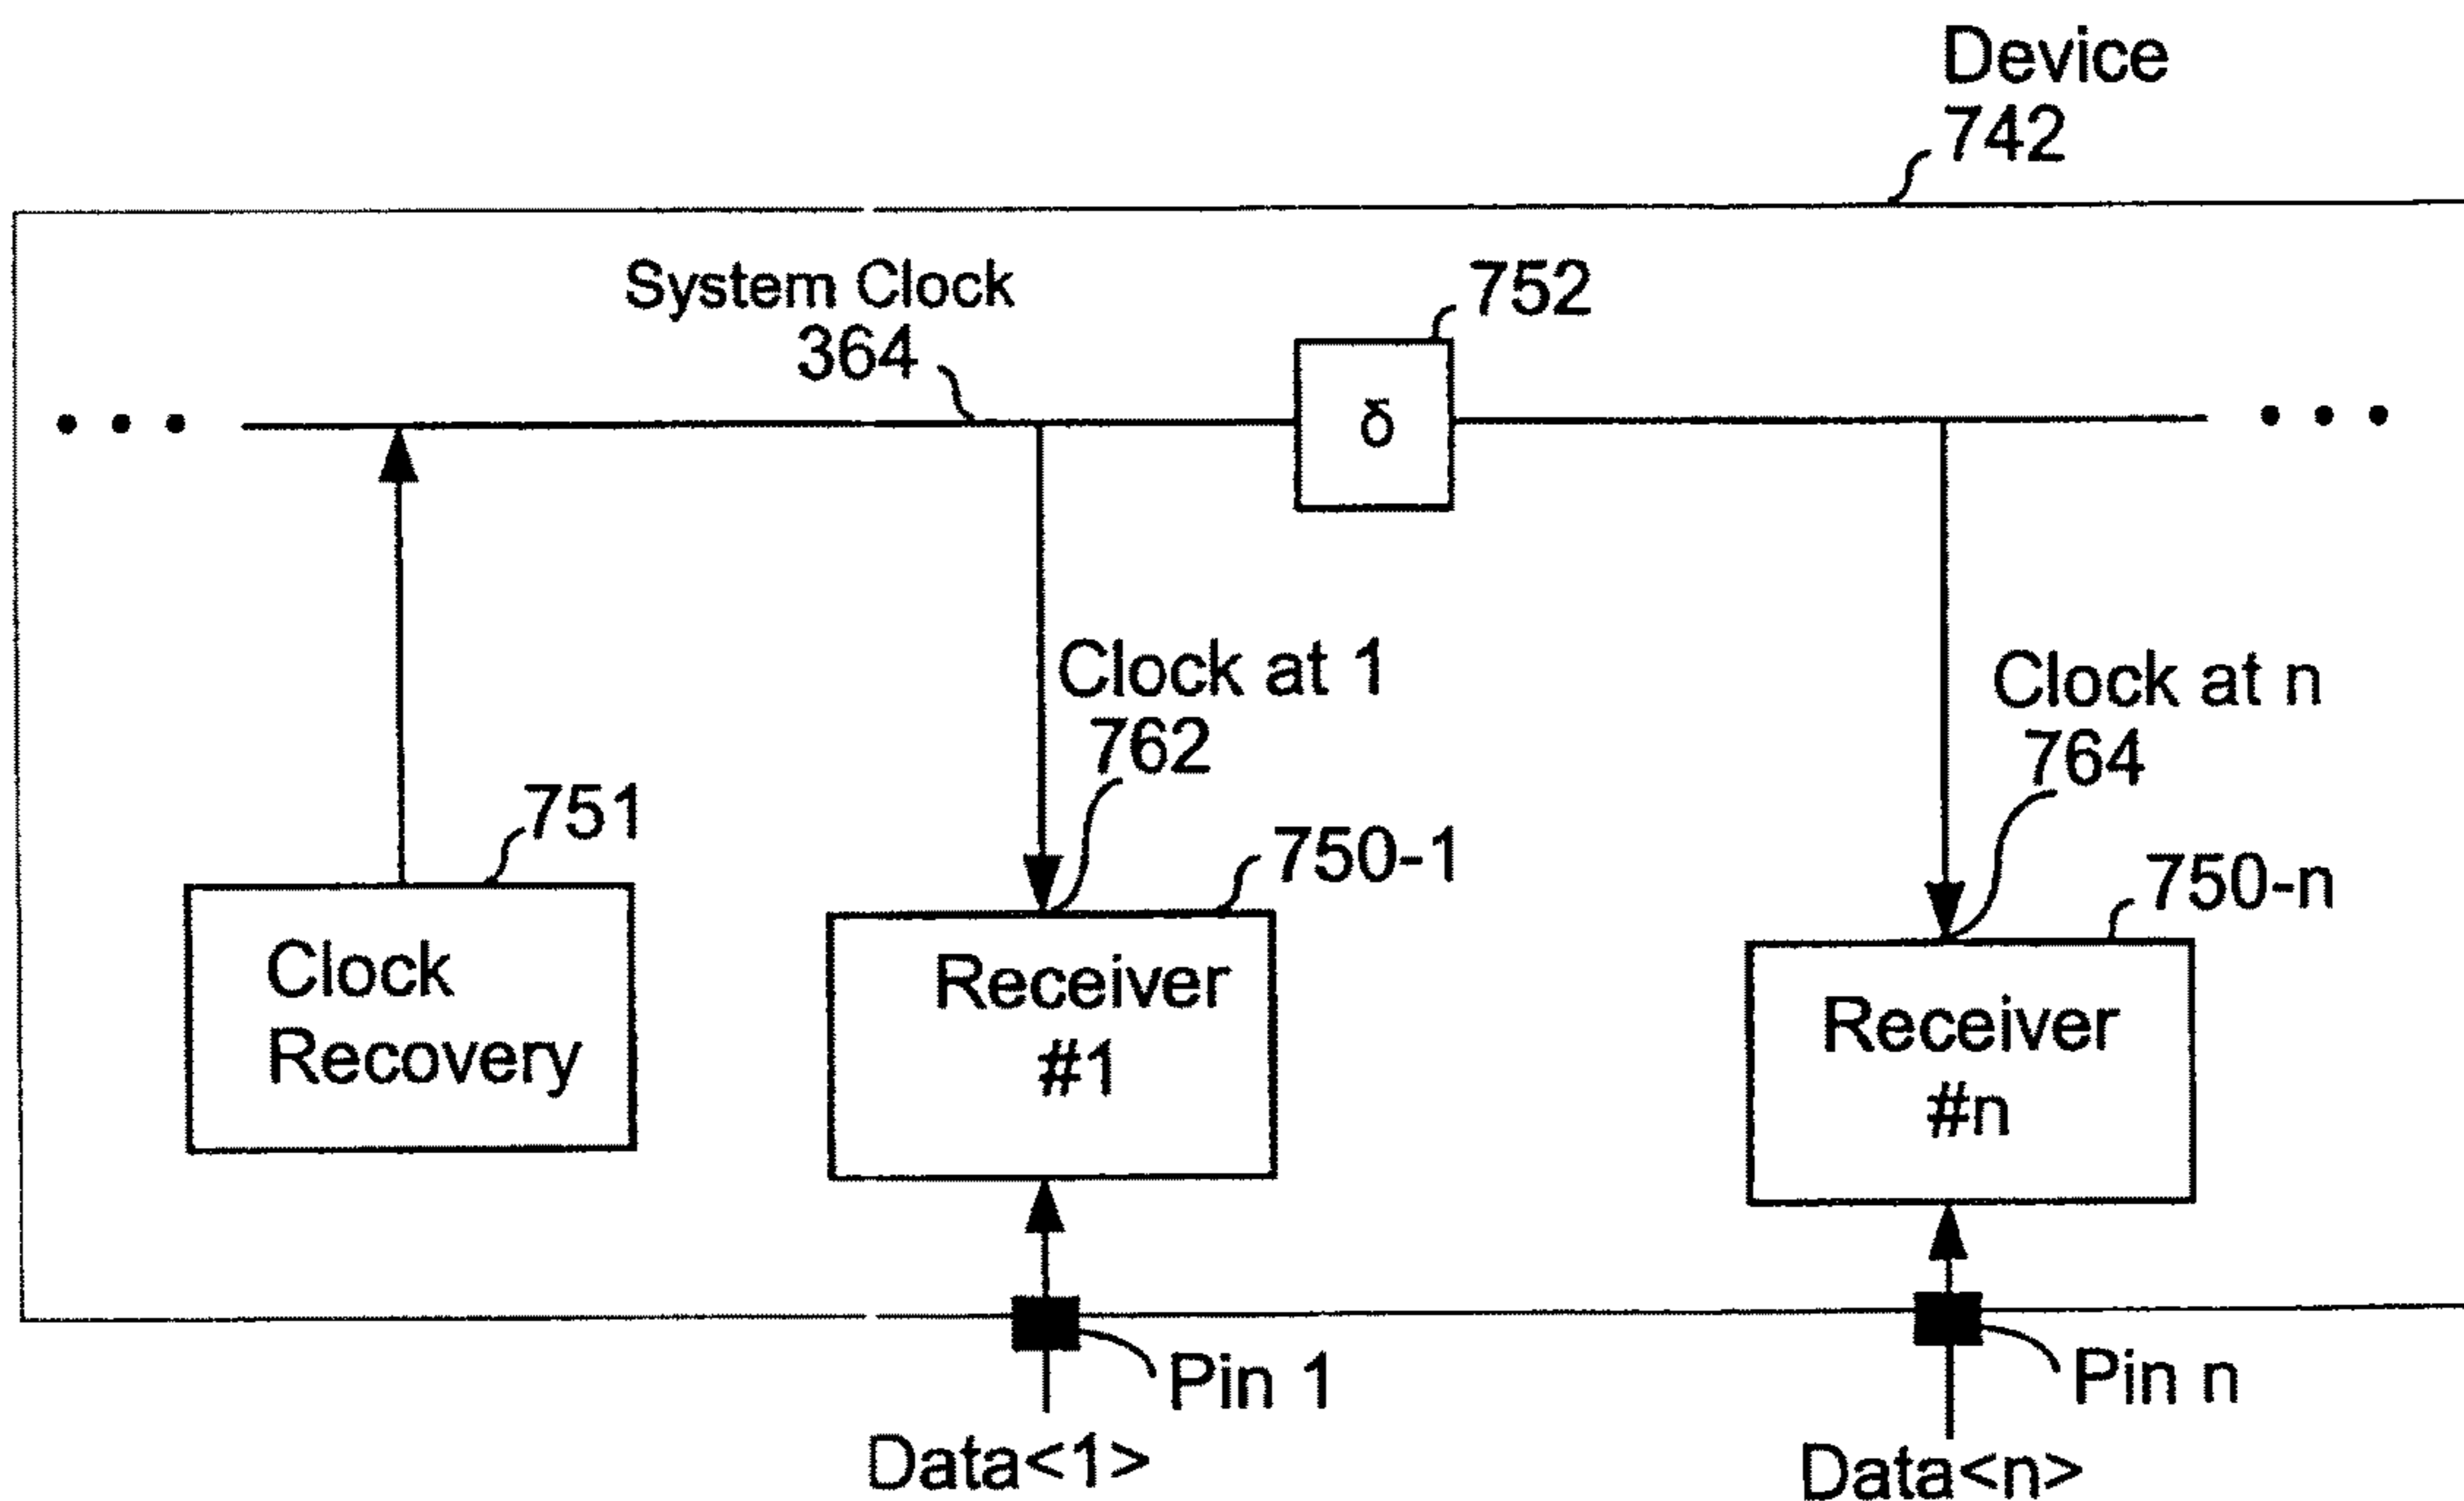 Device
742
System Clock
364
752
δ
Clock at 1
762
Clock at n
764
751
750-1
750-n
Clock
Recovery
Receiver
#1
Receiver
#n
Pin 1
Pin n
Data<1>
Data<n>